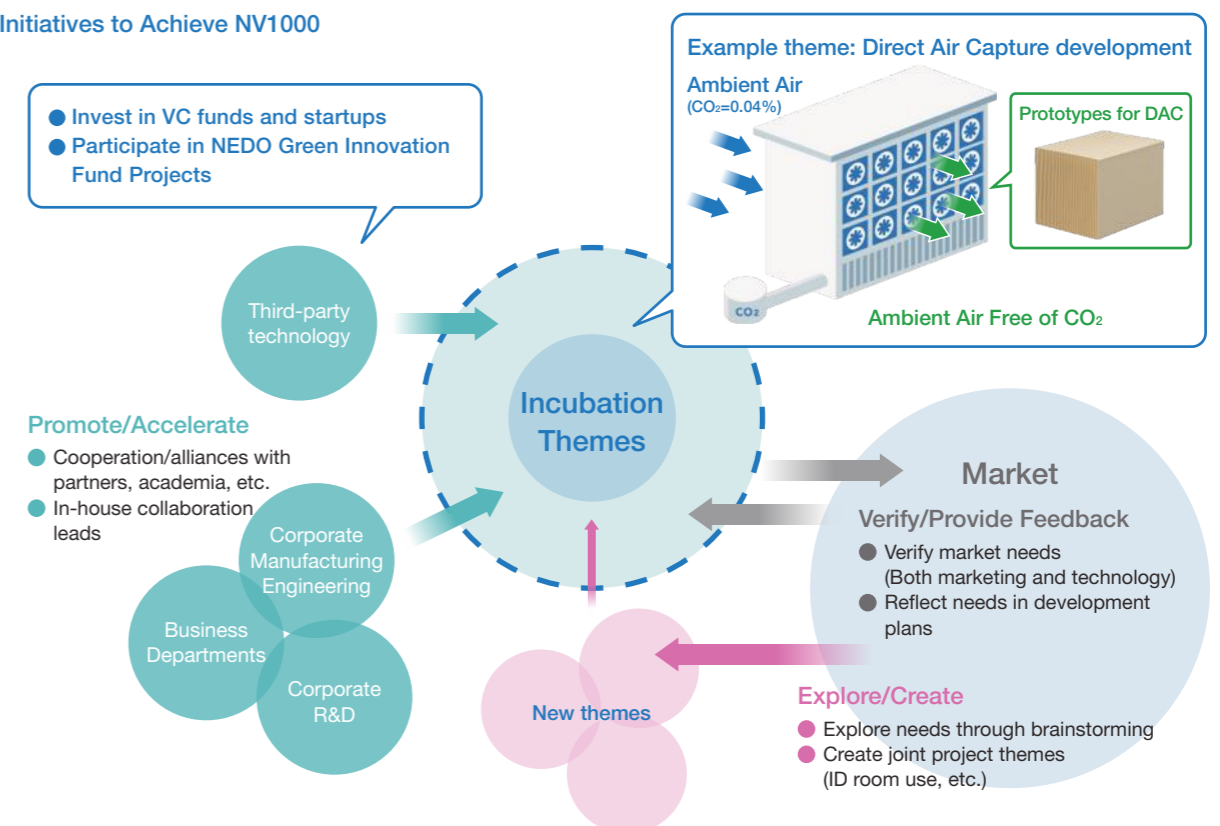 Initiatives to Achieve NV1000
● Invest in VC funds and startups
● Participate in NEDO Green Innovation
Fund Projects
Example theme: Direct Air Capture development
Ambient Air
(CO₂=0.04%)
Prototypes for DAC
CO₂
Ambient Air Free of CO₂
Third-party
technology
Incubation
Themes
Promote/Accelerate
● Cooperation/alliances with
partners, academia, etc.
● In-house collaboration
leads
Corporate
Manufacturing
Engineering
Business
Departments
Corporate
R&D
New themes
Market
Verify/Provide Feedback
● Verify market needs
(Both marketing and technology)
● Reflect needs in development
plans
Explore/Create
● Explore needs through brainstorming
● Create joint project themes
(ID room use, etc.)